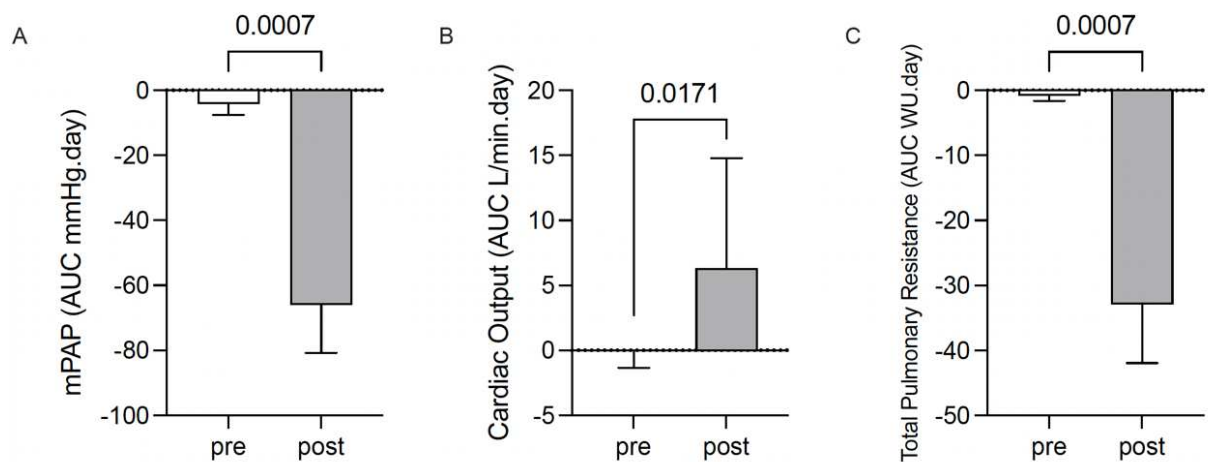 A
0.0007
mPAP (AUC mmHg.day)
0
-20
-40
-60
-80
-100
pre post
B
0.0171
Cardiac Output (AUC L/min.day)
20
15
10
5
0
-5
pre post
C
0.0007
Total Pulmonary Resistance (AUC WU.day)
0
-10
-20
-30
-40
-50
pre post